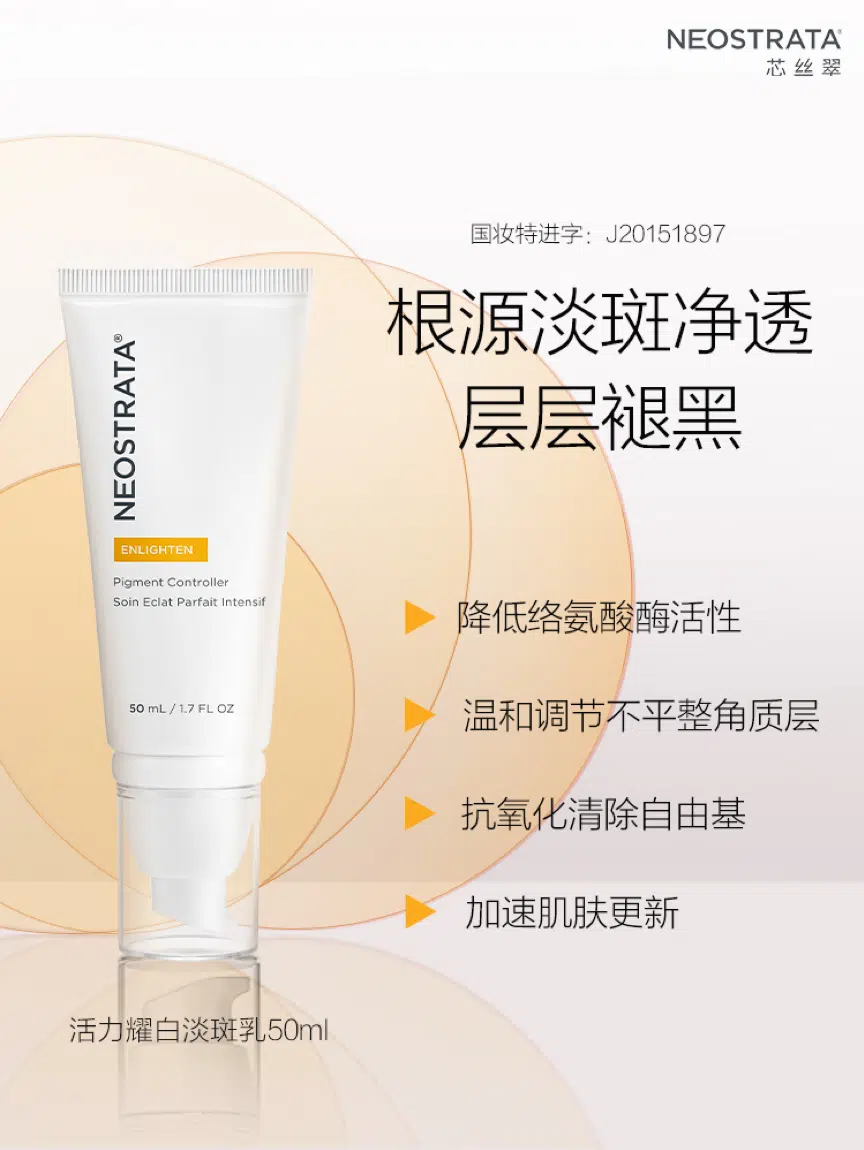 NEOSTRATA®
芯丝翠
国妆特进字：J20151897
根源淡斑净透
层层褪黑
NEOSTRATA®
ENLIGHTEN
Pigment Controller
Soin Eclat Parfait Intensif
50 mL / 1.7 FL OZ
降低络氨酸酶活性
温和调节不平整角质层
抗氧化清除自由基
加速肌肤更新
活力耀白淡斑乳50ml